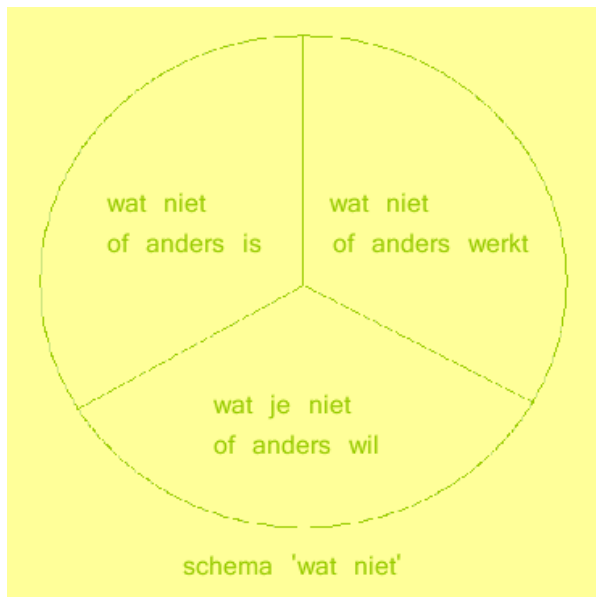 wat niet
of anders is
wat niet
of anders werkt
wat je niet
of anders wil
schema 'wat niet'